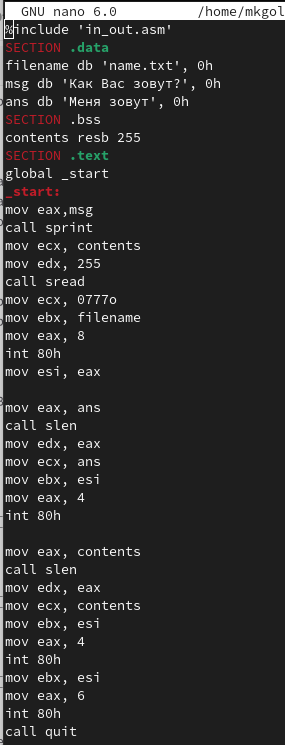 GNU nano 6.0 /home/mkgol
%include 'in_out.asm'
SECTION .data
filename db 'name.txt', 0h
msg db 'Как Вас зовут?', 0h
ans db 'Меня зовут', 0h
SECTION .bss
contents resb 255
SECTION .text
global _start
_start:
mov eax,msg
call sprint
mov ecx, contents
mov edx, 255
call sread
mov ecx, 0777o
mov ebx, filename
mov eax, 8
int 80h
mov esi, eax
mov eax, ans
call slen
mov edx, eax
mov ecx, ans
mov ebx, esi
mov eax, 4
int 80h
mov eax, contents
call slen
mov edx, eax
mov ecx, contents
mov ebx, esi
mov eax, 4
int 80h
mov ebx, esi
mov eax, 6
int 80h
call quit